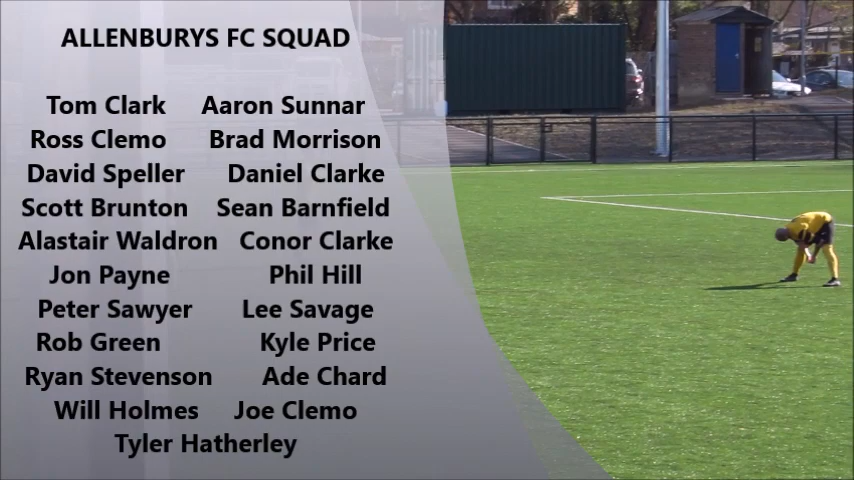 ALLENBURYS FC SQUAD
Tom Clark Aaron Sunnar
Ross Clemo Brad Morrison
David Speller Daniel Clarke
Scott Brunton Sean Barnfield
Alastair Waldron Conor Clarke
Jon Payne Phil Hill
Peter Sawyer Lee Savage
Rob Green Kyle Price
Ryan Stevenson Ade Chard
Will Holmes Joe Clemo
Tyler Hatherley